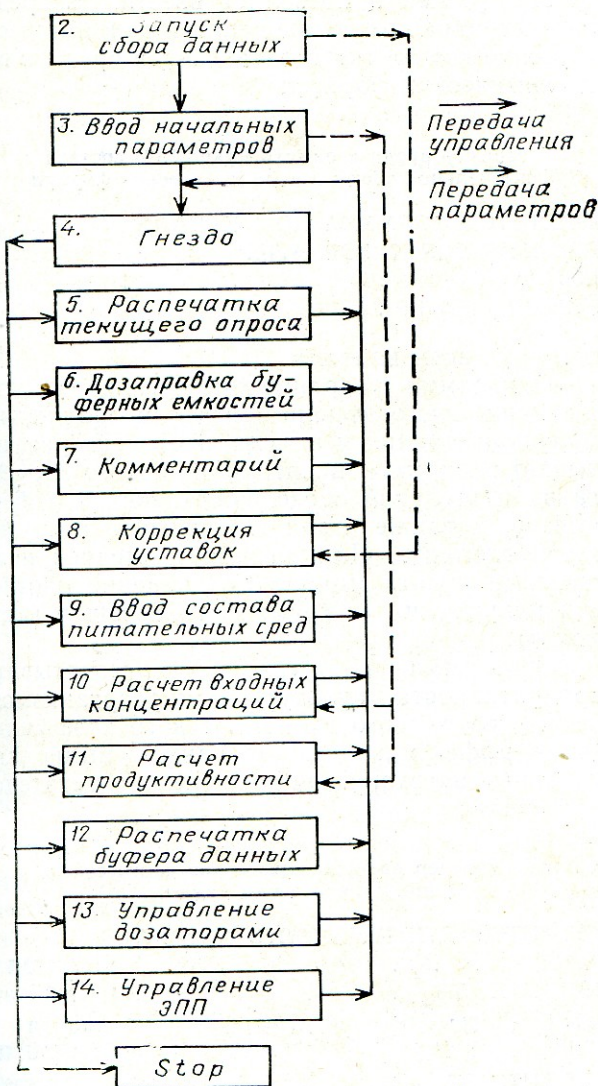 2. Запуск
сбора данных
3. Ввод начальных
параметров
Передача
управления
Передача
параметров
4. Гнездо
5. Распечатка
текущего опроса
6. Дозаправка бу-
ферных емкостей
7. Комментарий
8. Коррекция
уставок
9. Ввод состава
питательных сред
10 Расчет входных
концентраций
11. Расчет
продуктивности
12 Распечатка
буфера данных
13. Управление
дозаторами
14. Управление
ЭПП
Stop